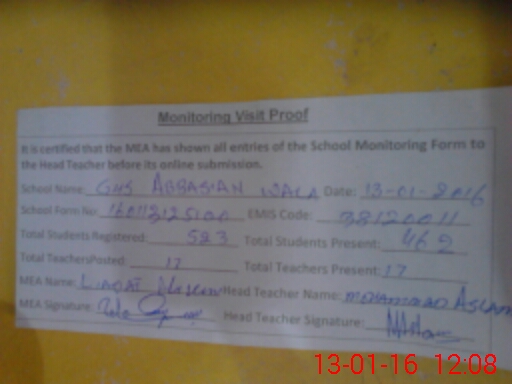 Monitoring Visit Proof
It is certified that the MEA has shown all entries of the School Monitoring Form to
the Head Teacher before its online submission.
School Name: GHS ABBASIAN WALA Date: 13-01-2016
School Form No: EMIS Code:
Total Students Registered: 583 Total Students Present: 462
Total TeachersPosted: Total Teachers Present: 17
MEA Name: Head Teacher Name: MOHAMMAD ASLAM
MEA Signature: Head Teacher Signature:
13-01-16 12:08